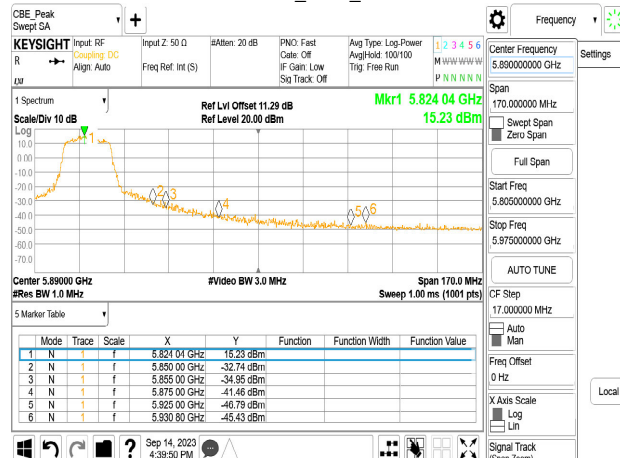 CBE_Peak
Swept SA
Frequency
KEYSIGHT Input: RF Input Z: 50 Ω #Atten: 20 dB PNO: Fast Avg Type: Log-Power 1 2 3 4 5 6
R Coupling: DC Gate: Off Avg|Hold: 100/100 M W W W W W
Align: Auto Freq Ref: Int (S) IF Gain: Low Trig: Free Run
Sig Track: Off P N N N N N
LXI
1 Spectrum
Scale/Div 10 dB
Ref Lvl Offset 11.29 dB
Ref Level 20.00 dBm
Mkr1 5.824 04 GHz
15.23 dBm
Log
10.0
0.00
-10.0
-20.0
-30.0
-40.0
-50.0
-60.0
-70.0
1
2
3
4
5
6
Center 5.89000 GHz #Video BW 3.0 MHz Span 170.0 MHz
#Res BW 1.0 MHz Sweep 1.00 ms (1001 pts)
5 Marker Table
Mode Trace Scale X Y Function Function Width Function Value
1 N 1 f 5.824 04 GHz 15.23 dBm
2 N 1 f 5.850 00 GHz -32.74 dBm
3 N 1 f 5.855 00 GHz -34.95 dBm
4 N 1 f 5.875 00 GHz -41.46 dBm
5 N 1 f 5.925 00 GHz -46.79 dBm
6 N 1 f 5.930 80 GHz -45.43 dBm
?
Sep 14, 2023
4:39:50 PM
Center Frequency
5.890000000 GHz
Settings
Span
170.000000 MHz
Swept Span
Zero Span
Full Span
Start Freq
5.805000000 GHz
Stop Freq
5.975000000 GHz
AUTO TUNE
CF Step
17.000000 MHz
Auto
Man
Freq Offset
0 Hz
Local
X Axis Scale
Log
Lin
Signal Track
(Span Zoom)